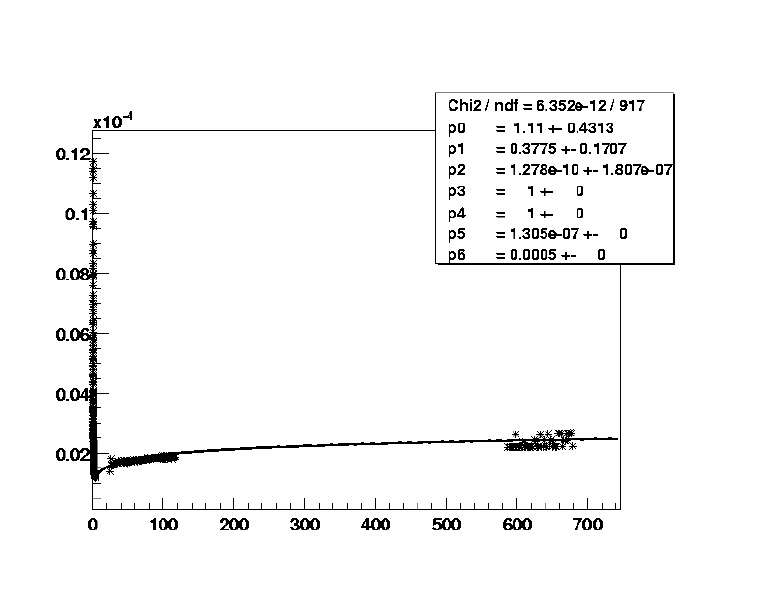 Chi2 / ndf = 6.352e-12 / 917
p0 = 1.11 +- 0.4313
p1 = 0.3775 +- 0.1707
p2 = 1.278e-10 +- 1.807e-07
p3 = 1 +- 0
p4 = 1 +- 0
p5 = 1.305e-07 +- 0
p6 = 0.0005 +- 0
x10⁻⁴
0.12
0.1
0.08
0.06
0.04
0.02
0 100 200 300 400 500 600 700